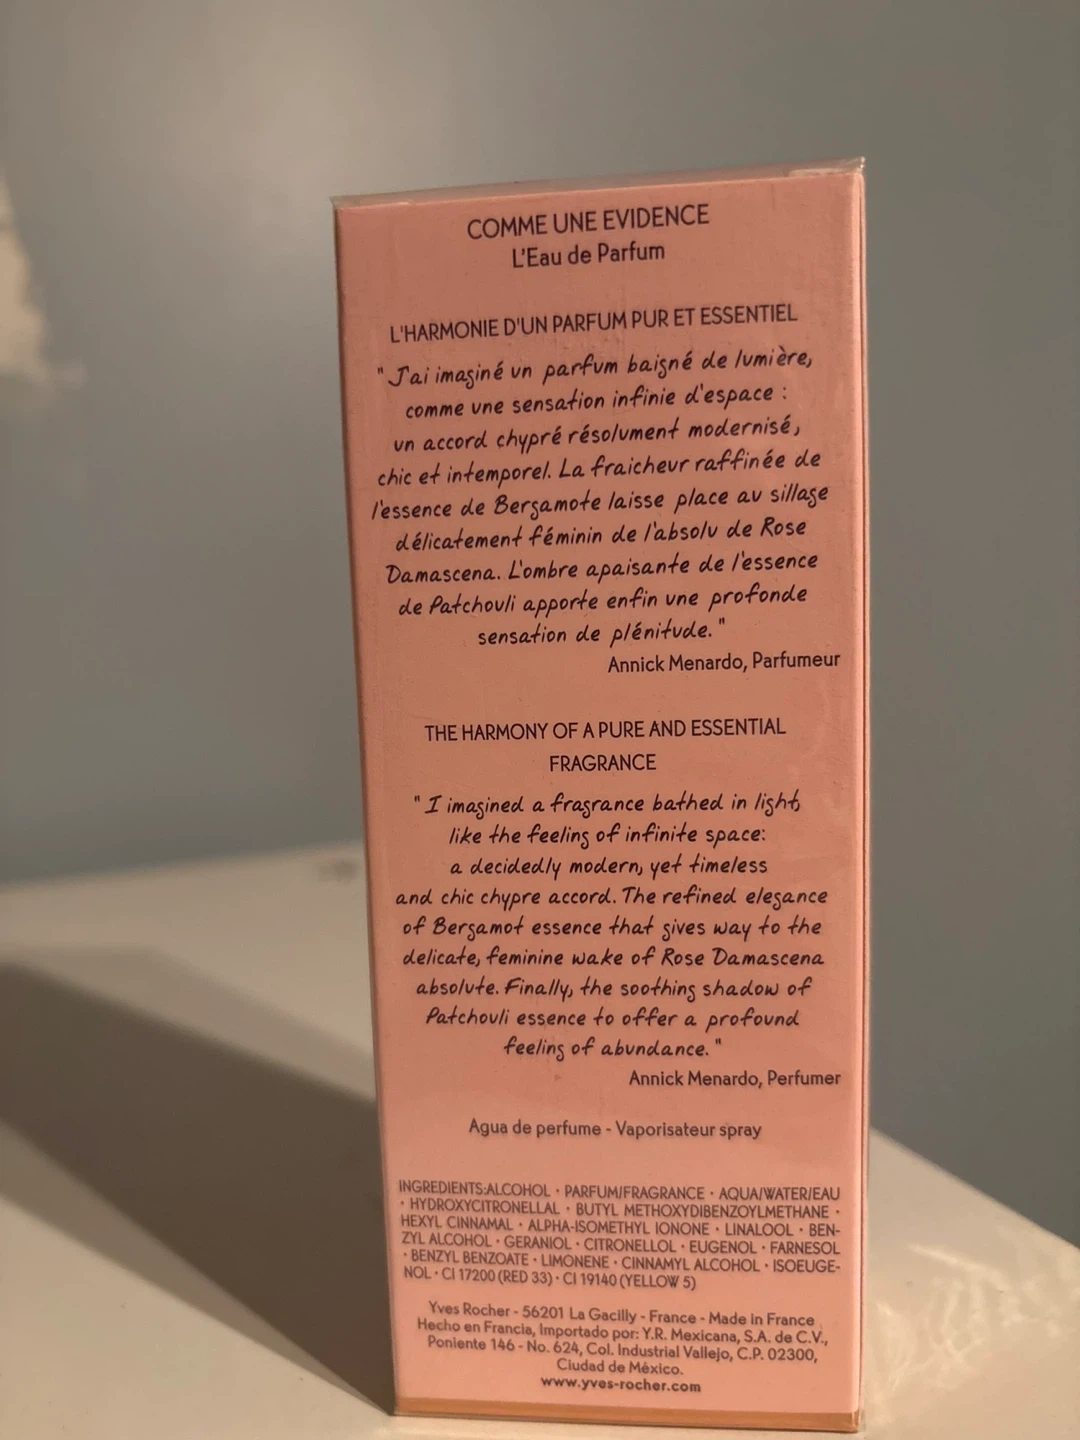 COMME UNE EVIDENCE
L'Eau de Parfum
L'HARMONIE D'UN PARFUM PUR ET ESSENTIEL
"J'ai imaginé un parfum baigné de lumière,
comme une sensation infinie d'espace :
un accord chypré résolument modernisé,
chic et intemporel. La fraicheur raffinée de
l'essence de Bergamote laisse place au sillage
délicatement féminin de l'absolu de Rose
Damascena. L'ombre apaisante de l'essence
de Patchouli apporte enfin une profonde
sensation de plénitude."
Annick Menardo, Parfumeur
THE HARMONY OF A PURE AND ESSENTIAL
FRAGRANCE
"I imagined a fragrance bathed in light,
like the feeling of infinite space:
a decidedly modern, yet timeless
and chic chypre accord. The refined elegance
of Bergamot essence that gives way to the
delicate, feminine wake of Rose Damascena
absolute. Finally, the soothing shadow of
Patchouli essence to offer a profound
feeling of abundance."
Annick Menardo, Perfumer
Agua de perfume - Vaporisateur spray
INGREDIENTS:ALCOHOL · PARFUM/FRAGRANCE · AQUA/WATER/EAU
· HYDROXYCITRONELLAL · BUTYL METHOXYDIBENZOYLMETHANE ·
HEXYL CINNAMAL · ALPHA-ISOMETHYL IONONE · LINALOOL · BEN-
ZYL ALCOHOL · GERANIOL · CITRONELLOL · EUGENOL · FARNESOL
· BENZYL BENZOATE · LIMONENE · CINNAMYL ALCOHOL · ISOEUGE-
NOL · CI 17200 (RED 33) · CI 19140 (YELLOW 5)
Yves Rocher - 56201 La Gacilly - France - Made in France
Hecho en Francia, Importado por: Y.R. Mexicana, S.A. de C.V.,
Poniente 146 - No. 624, Col. Industrial Vallejo, C.P. 02300,
Ciudad de México.
www.yves-rocher.com